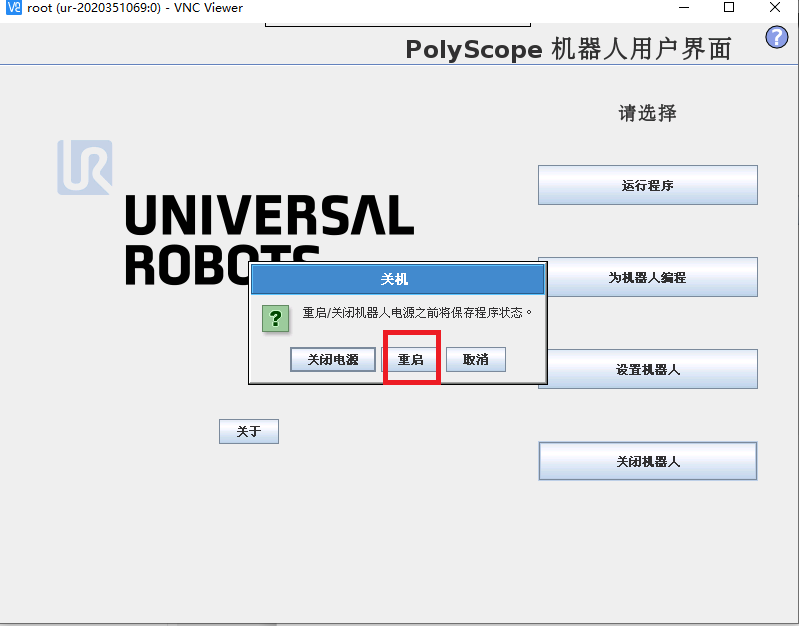 root (ur-2020351069:0) - VNC Viewer
PolyScope 机器人用户界面
?
请选择
UR
UNIVERSAL
ROBOTS
运行程序
为机器人编程
设置机器人
关闭机器人
关机
?
重启/关闭机器人电源之前将保存程序状态。
关闭电源 重启 取消
关于